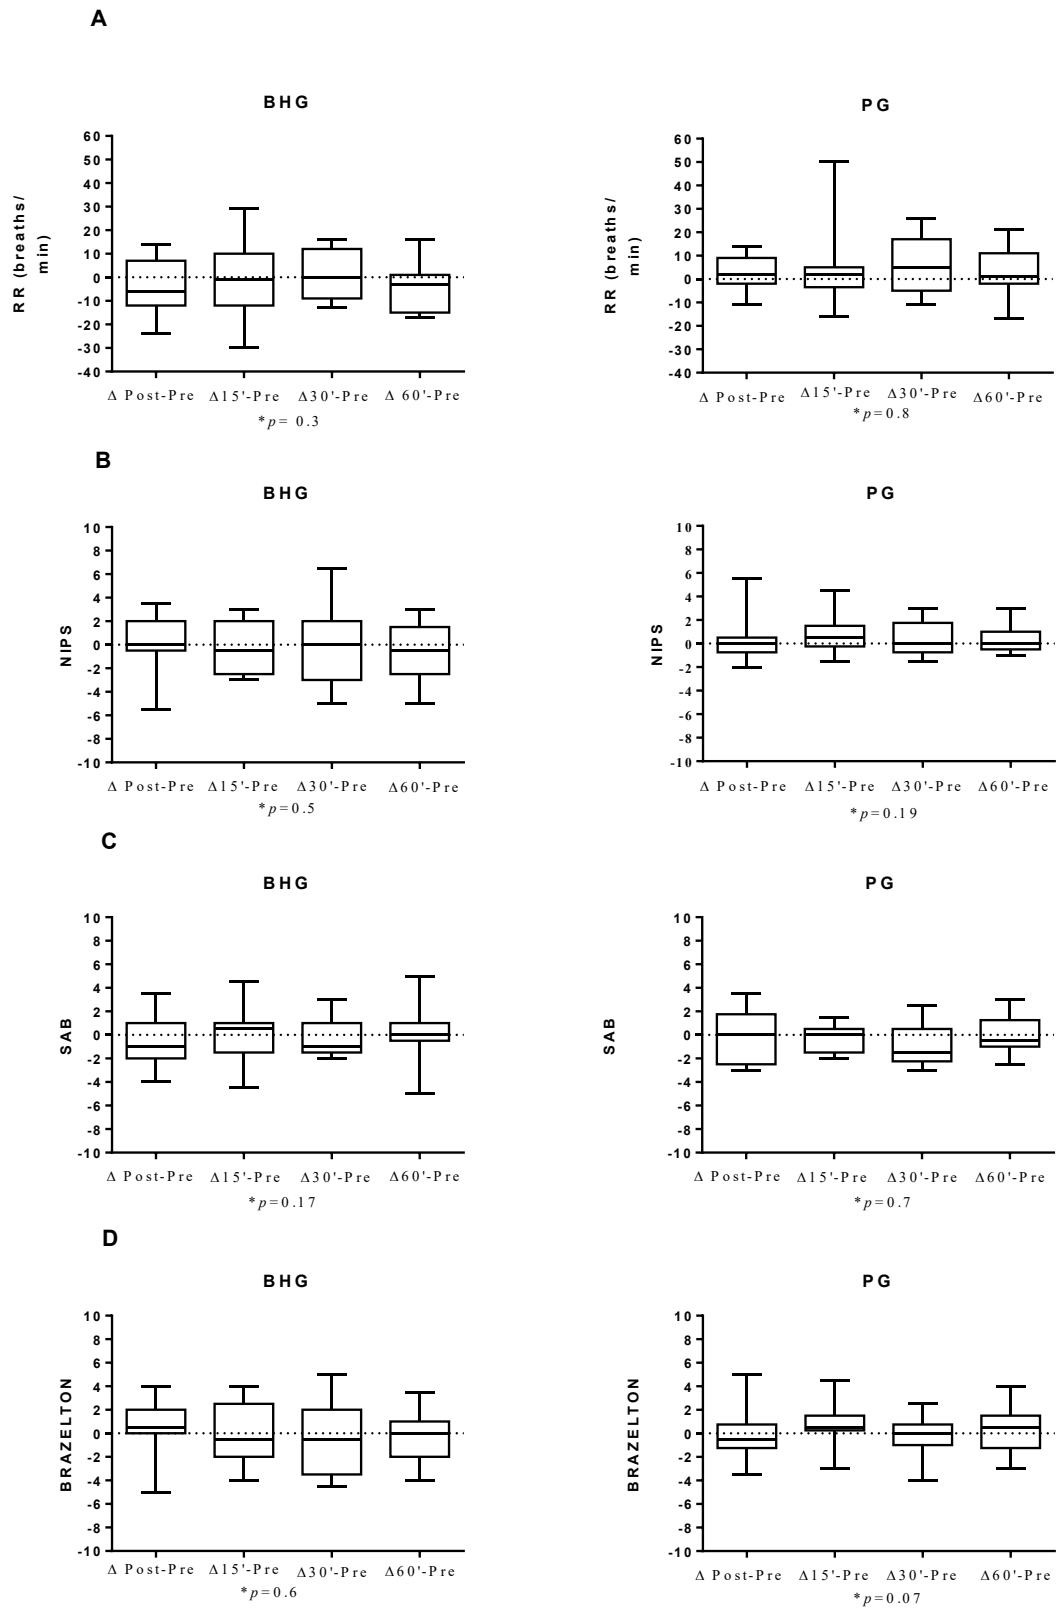 A
BHG
PG
RR (breaths/
min)
60
50
40
30
20
10
0
-10
-20
-30
-40
Δ Post-Pre Δ15'-Pre Δ30'-Pre Δ 60'-Pre
*p= 0.3
RR (breaths/
min)
60
50
40
30
20
10
0
-10
-20
-30
-40
Δ Post-Pre Δ15'-Pre Δ30'-Pre Δ60'-Pre
*p=0.8
B
BHG
PG
NIPS
10
8
6
4
2
0
-2
-4
-6
-8
-10
Δ Post-Pre Δ15'-Pre Δ30'-Pre Δ60'-Pre
*p=0.5
NIPS
10
8
6
4
2
0
-2
-4
-6
-8
-10
Δ Post-Pre Δ15'-Pre Δ30'-Pre Δ60'-Pre
*p=0.19
C
BHG
PG
SAB
10
8
6
4
2
0
-2
-4
-6
-8
-10
Δ Post-Pre Δ15'-Pre Δ30'-Pre Δ60'-Pre
*p=0.17
SAB
10
8
6
4
2
0
-2
-4
-6
-8
-10
Δ Post-Pre Δ15'-Pre Δ30'-Pre Δ60'-Pre
*p=0.7
D
BHG
PG
BRAZELTON
10
8
6
4
2
0
-2
-4
-6
-8
-10
Δ Post-Pre Δ15'-Pre Δ30'-Pre Δ60'-Pre
*p=0.6
BRAZELTON
10
8
6
4
2
0
-2
-4
-6
-8
-10
Δ Post-Pre Δ15'-Pre Δ30'-Pre Δ60'-Pre
*p=0.07